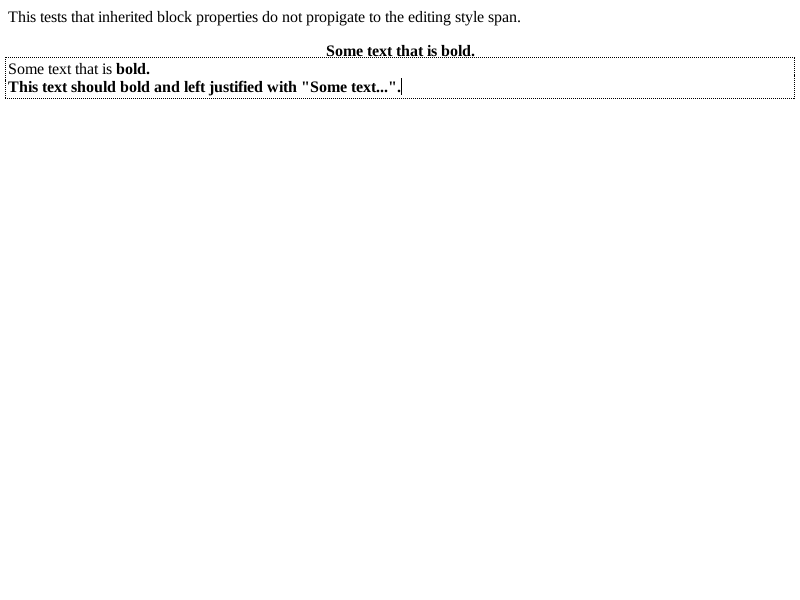 This tests that inherited block properties do not propigate to the editing style span.
Some text that is bold.
Some text that is bold.
This text should bold and left justified with "Some text...".